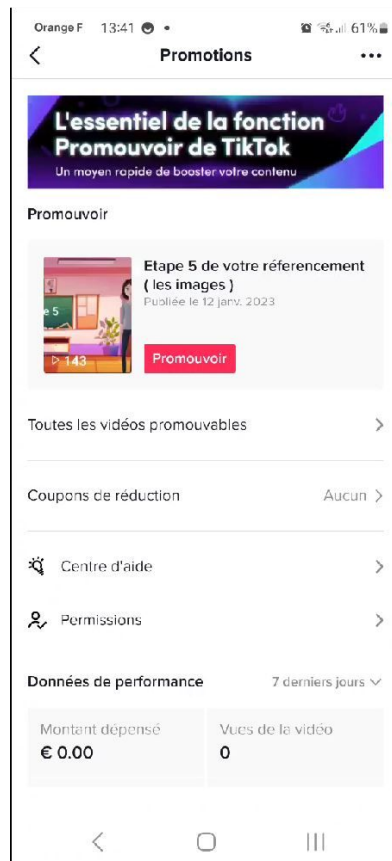 Orange F 13:41 61%
Promotions
L'essentiel de la fonction
Promouvoir de TikTok
Un moyen rapide de booster votre contenu
Promouvoir
Etape 5 de votre réferencement
( les images )
Publiée le 12 janv. 2023
e 5
143
Promouvoir
Toutes les vidéos promouvables
Coupons de réduction Aucun
Centre d'aide
Permissions
Données de performance 7 derniers jours
Montant dépensé Vues de la vidéo
€ 0.00 0